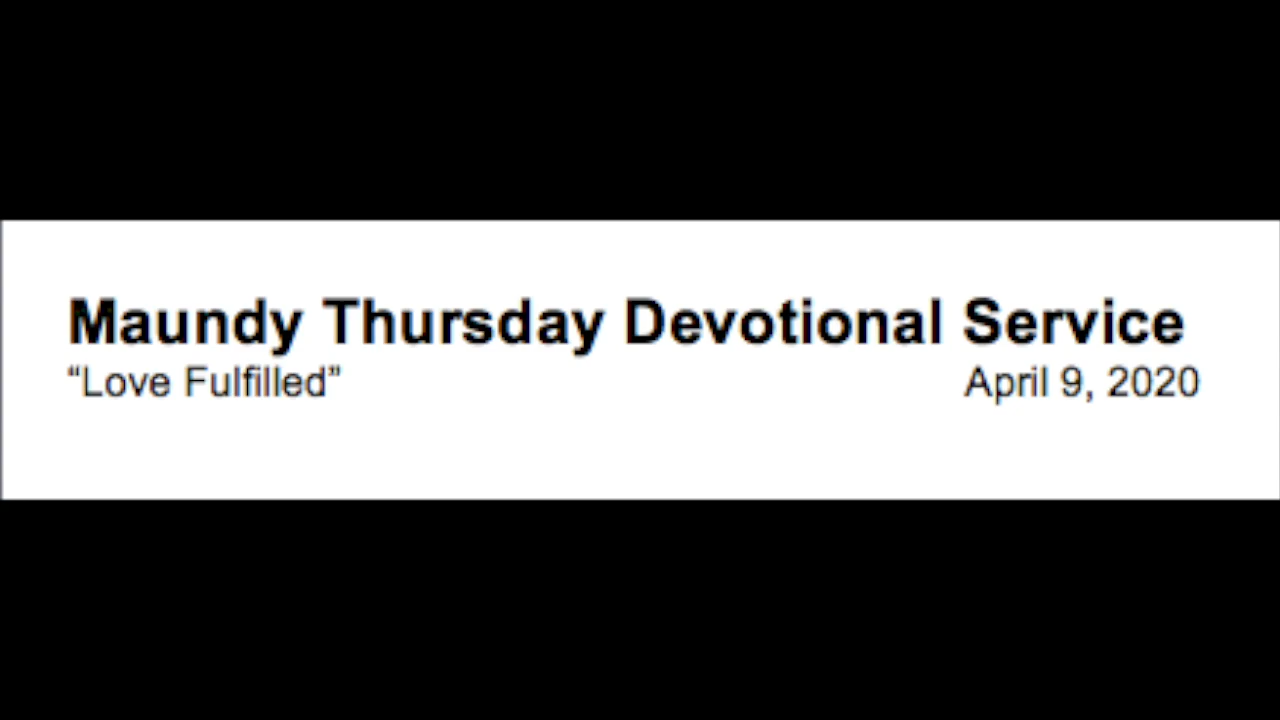 Maundy Thursday Devotional Service
“Love Fulfilled” April 9, 2020